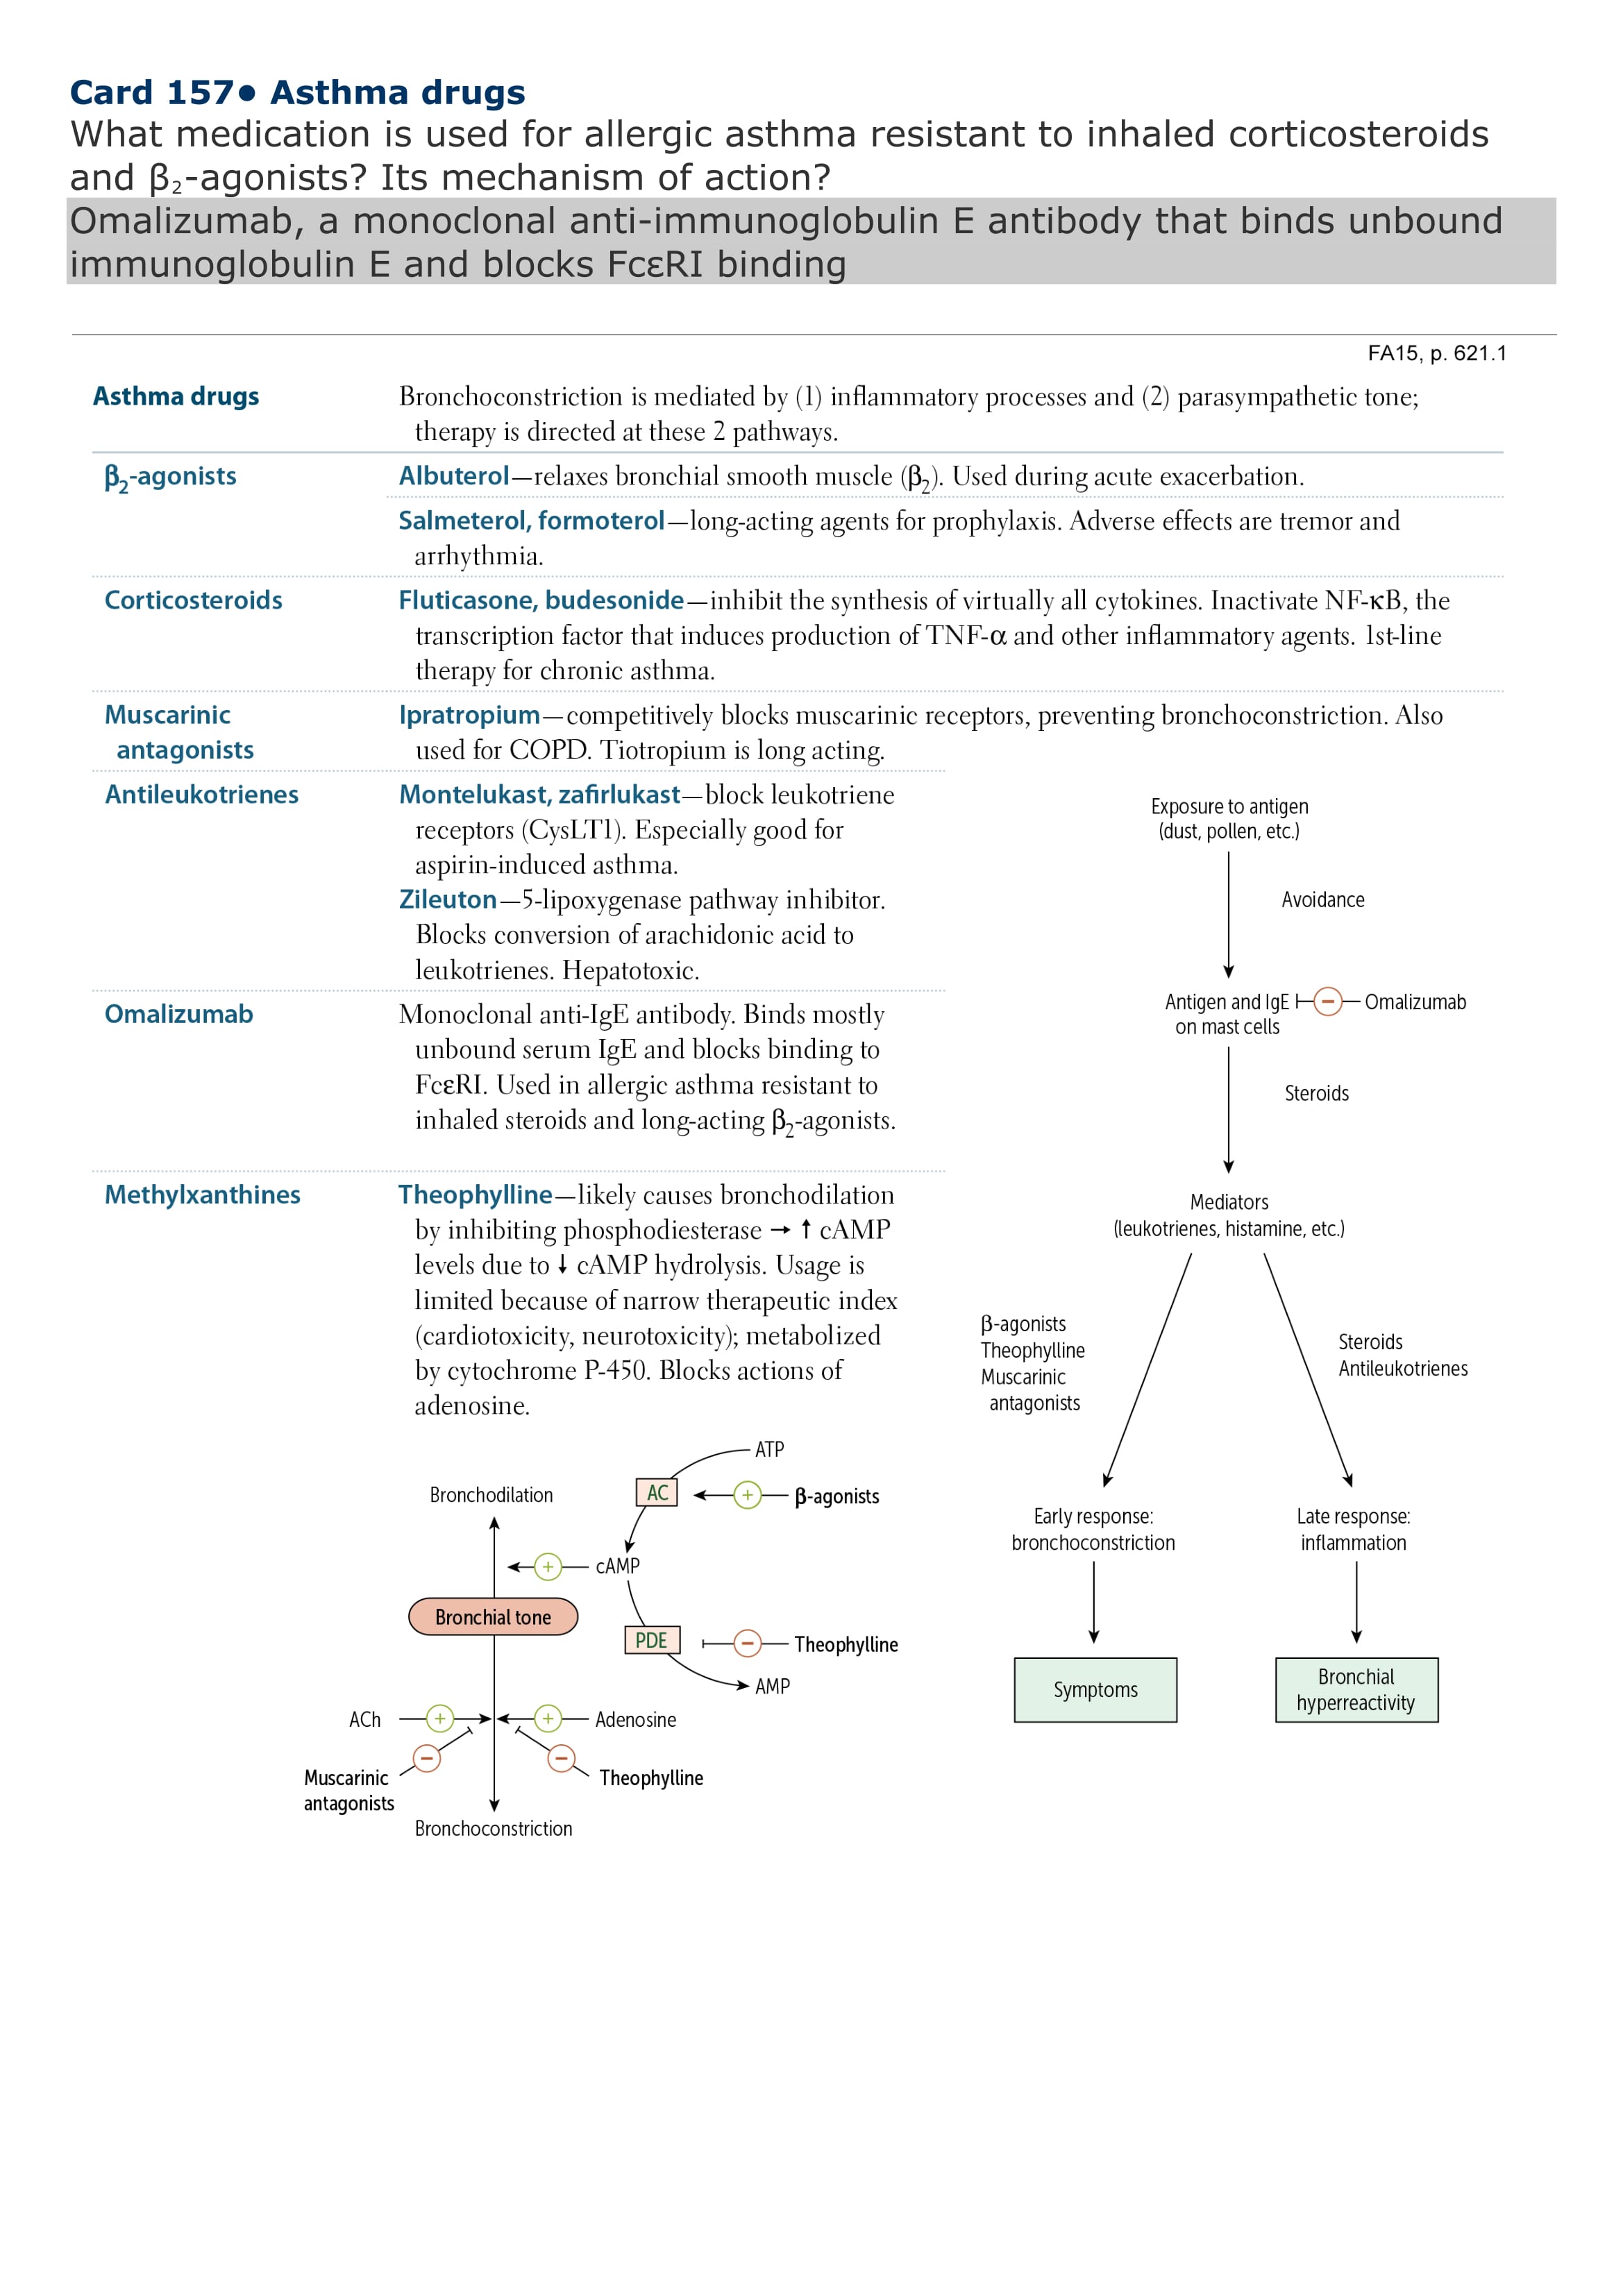 Card 157● Asthma drugs
What medication is used for allergic asthma resistant to inhaled corticosteroids
and β₂-agonists? Its mechanism of action?
Omalizumab, a monoclonal anti-immunoglobulin E antibody that binds unbound
immunoglobulin E and blocks FcεRI binding
FA15, p. 621.1
Asthma drugs
Bronchoconstriction is mediated by (1) inflammatory processes and (2) parasympathetic tone;
therapy is directed at these 2 pathways.
β₂-agonists
Albuterol—relaxes bronchial smooth muscle (β₂). Used during acute exacerbation.
Salmeterol, formoterol—long-acting agents for prophylaxis. Adverse effects are tremor and
arrhythmia.
Corticosteroids
Fluticasone, budesonide—inhibit the synthesis of virtually all cytokines. Inactivate NF-κB, the
transcription factor that induces production of TNF-α and other inflammatory agents. 1st-line
therapy for chronic asthma.
Muscarinic
antagonists
Ipratropium—competitively blocks muscarinic receptors, preventing bronchoconstriction. Also
used for COPD. Tiotropium is long acting.
Antileukotrienes
Montelukast, zafirlukast—block leukotriene
receptors (CysLT1). Especially good for
aspirin-induced asthma.
Zileuton—5-lipoxygenase pathway inhibitor.
Blocks conversion of arachidonic acid to
leukotrienes. Hepatotoxic.
Omalizumab
Monoclonal anti-IgE antibody. Binds mostly
unbound serum IgE and blocks binding to
FcεRI. Used in allergic asthma resistant to
inhaled steroids and long-acting β₂-agonists.
Methylxanthines
Theophylline—likely causes bronchodilation
by inhibiting phosphodiesterase → ↑ cAMP
levels due to ↓ cAMP hydrolysis. Usage is
limited because of narrow therapeutic index
(cardiotoxicity, neurotoxicity); metabolized
by cytochrome P-450. Blocks actions of
adenosine.
Exposure to antigen
(dust, pollen, etc.)
Avoidance
Antigen and IgE
on mast cells
−
Omalizumab
Steroids
Mediators
(leukotrienes, histamine, etc.)
β-agonists
Theophylline
Muscarinic
antagonists
Steroids
Antileukotrienes
Early response:
bronchoconstriction
Late response:
inflammation
Symptoms
Bronchial
hyperreactivity
ATP
Bronchodilation
AC
+
β-agonists
+
cAMP
Bronchial tone
PDE
−
Theophylline
AMP
ACh
+
+
Adenosine
−
−
Muscarinic
antagonists
Theophylline
Bronchoconstriction